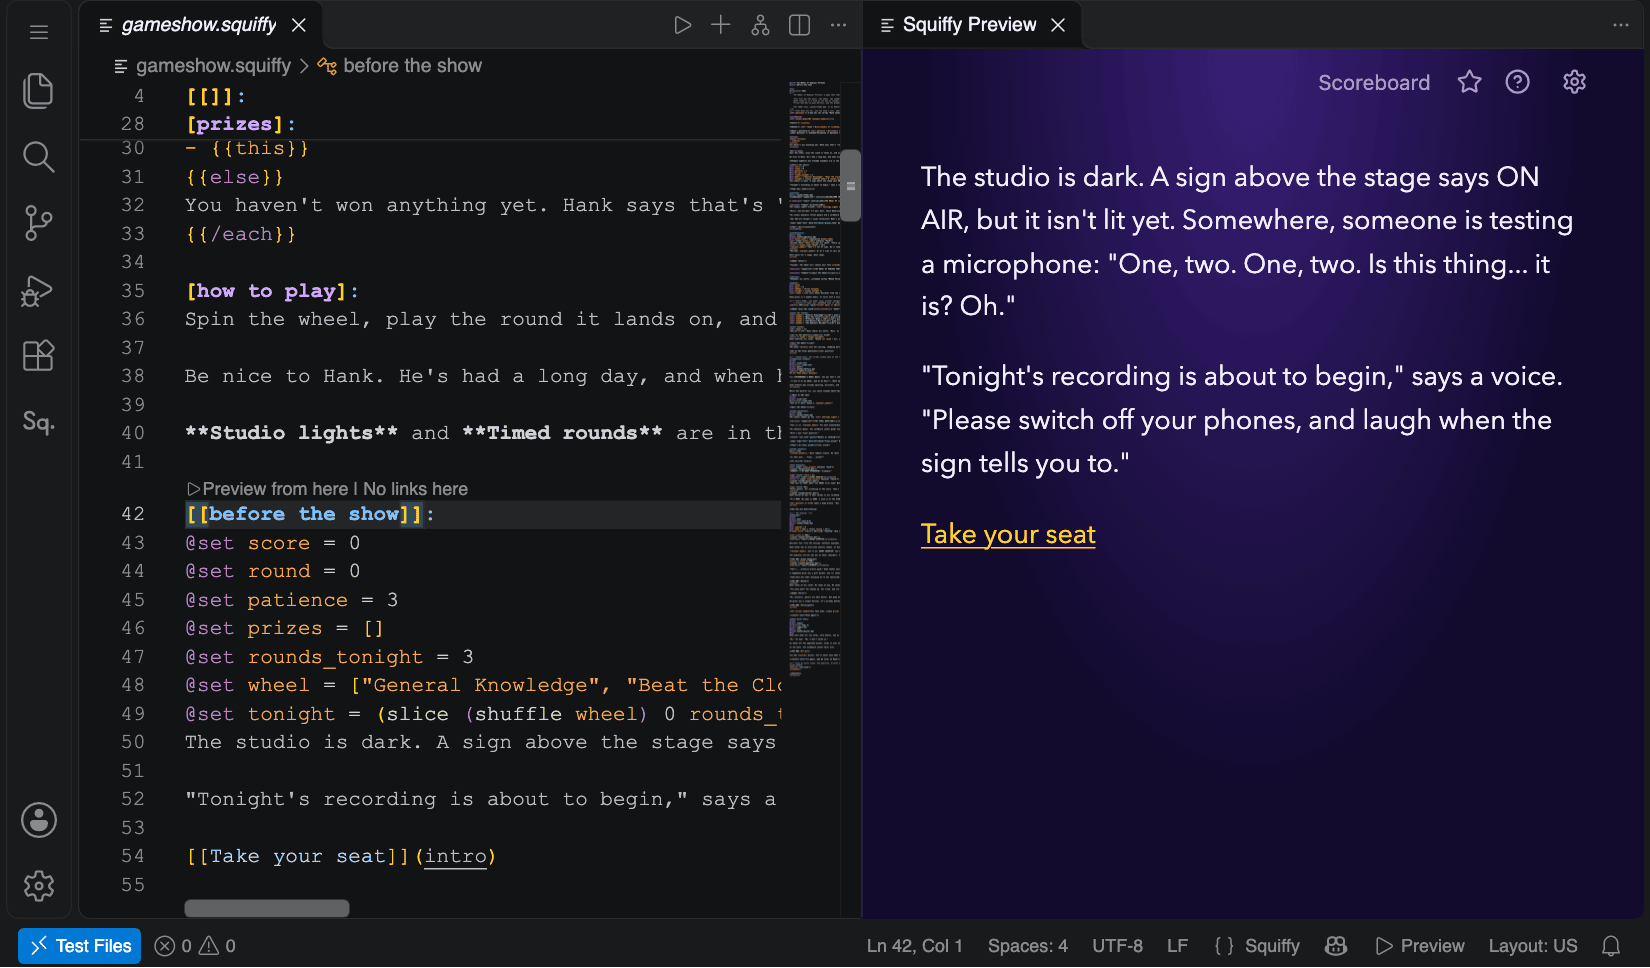 gameshow.squiffy
Squiffy Preview
gameshow.squiffy > before the show
Scoreboard
4 [[]]:
28 [prizes]:
30 - {{this}}
31 {{else}}
32 You haven't won anything yet. Hank says that's
33 {{/each}}
34
35 [how to play]:
36 Spin the wheel, play the round it lands on, and
37
38 Be nice to Hank. He's had a long day, and when
39
40 **Studio lights** and **Timed rounds** are in
41
Preview from here | No links here
42 [[before the show]]:
43 @set score = 0
44 @set round = 0
45 @set patience = 3
46 @set prizes = []
47 @set rounds_tonight = 3
48 @set wheel = ["General Knowledge", "Beat the
49 @set tonight = (slice (shuffle wheel) 0
50 The studio is dark. A sign above the stage says
51
52 "Tonight's recording is about to begin," says a
53
54 [[Take your seat]](intro)
55
The studio is dark. A sign above the stage says ON
AIR, but it isn't lit yet. Somewhere, someone is testing
a microphone: "One, two. One, two. Is this thing... it
is? Oh."
"Tonight's recording is about to begin," says a voice.
"Please switch off your phones, and laugh when the
sign tells you to."
Take your seat
Sq.
Test Files 0 0
Ln 42, Col 1 Spaces: 4 UTF-8 LF { } Squiffy Preview Layout: US